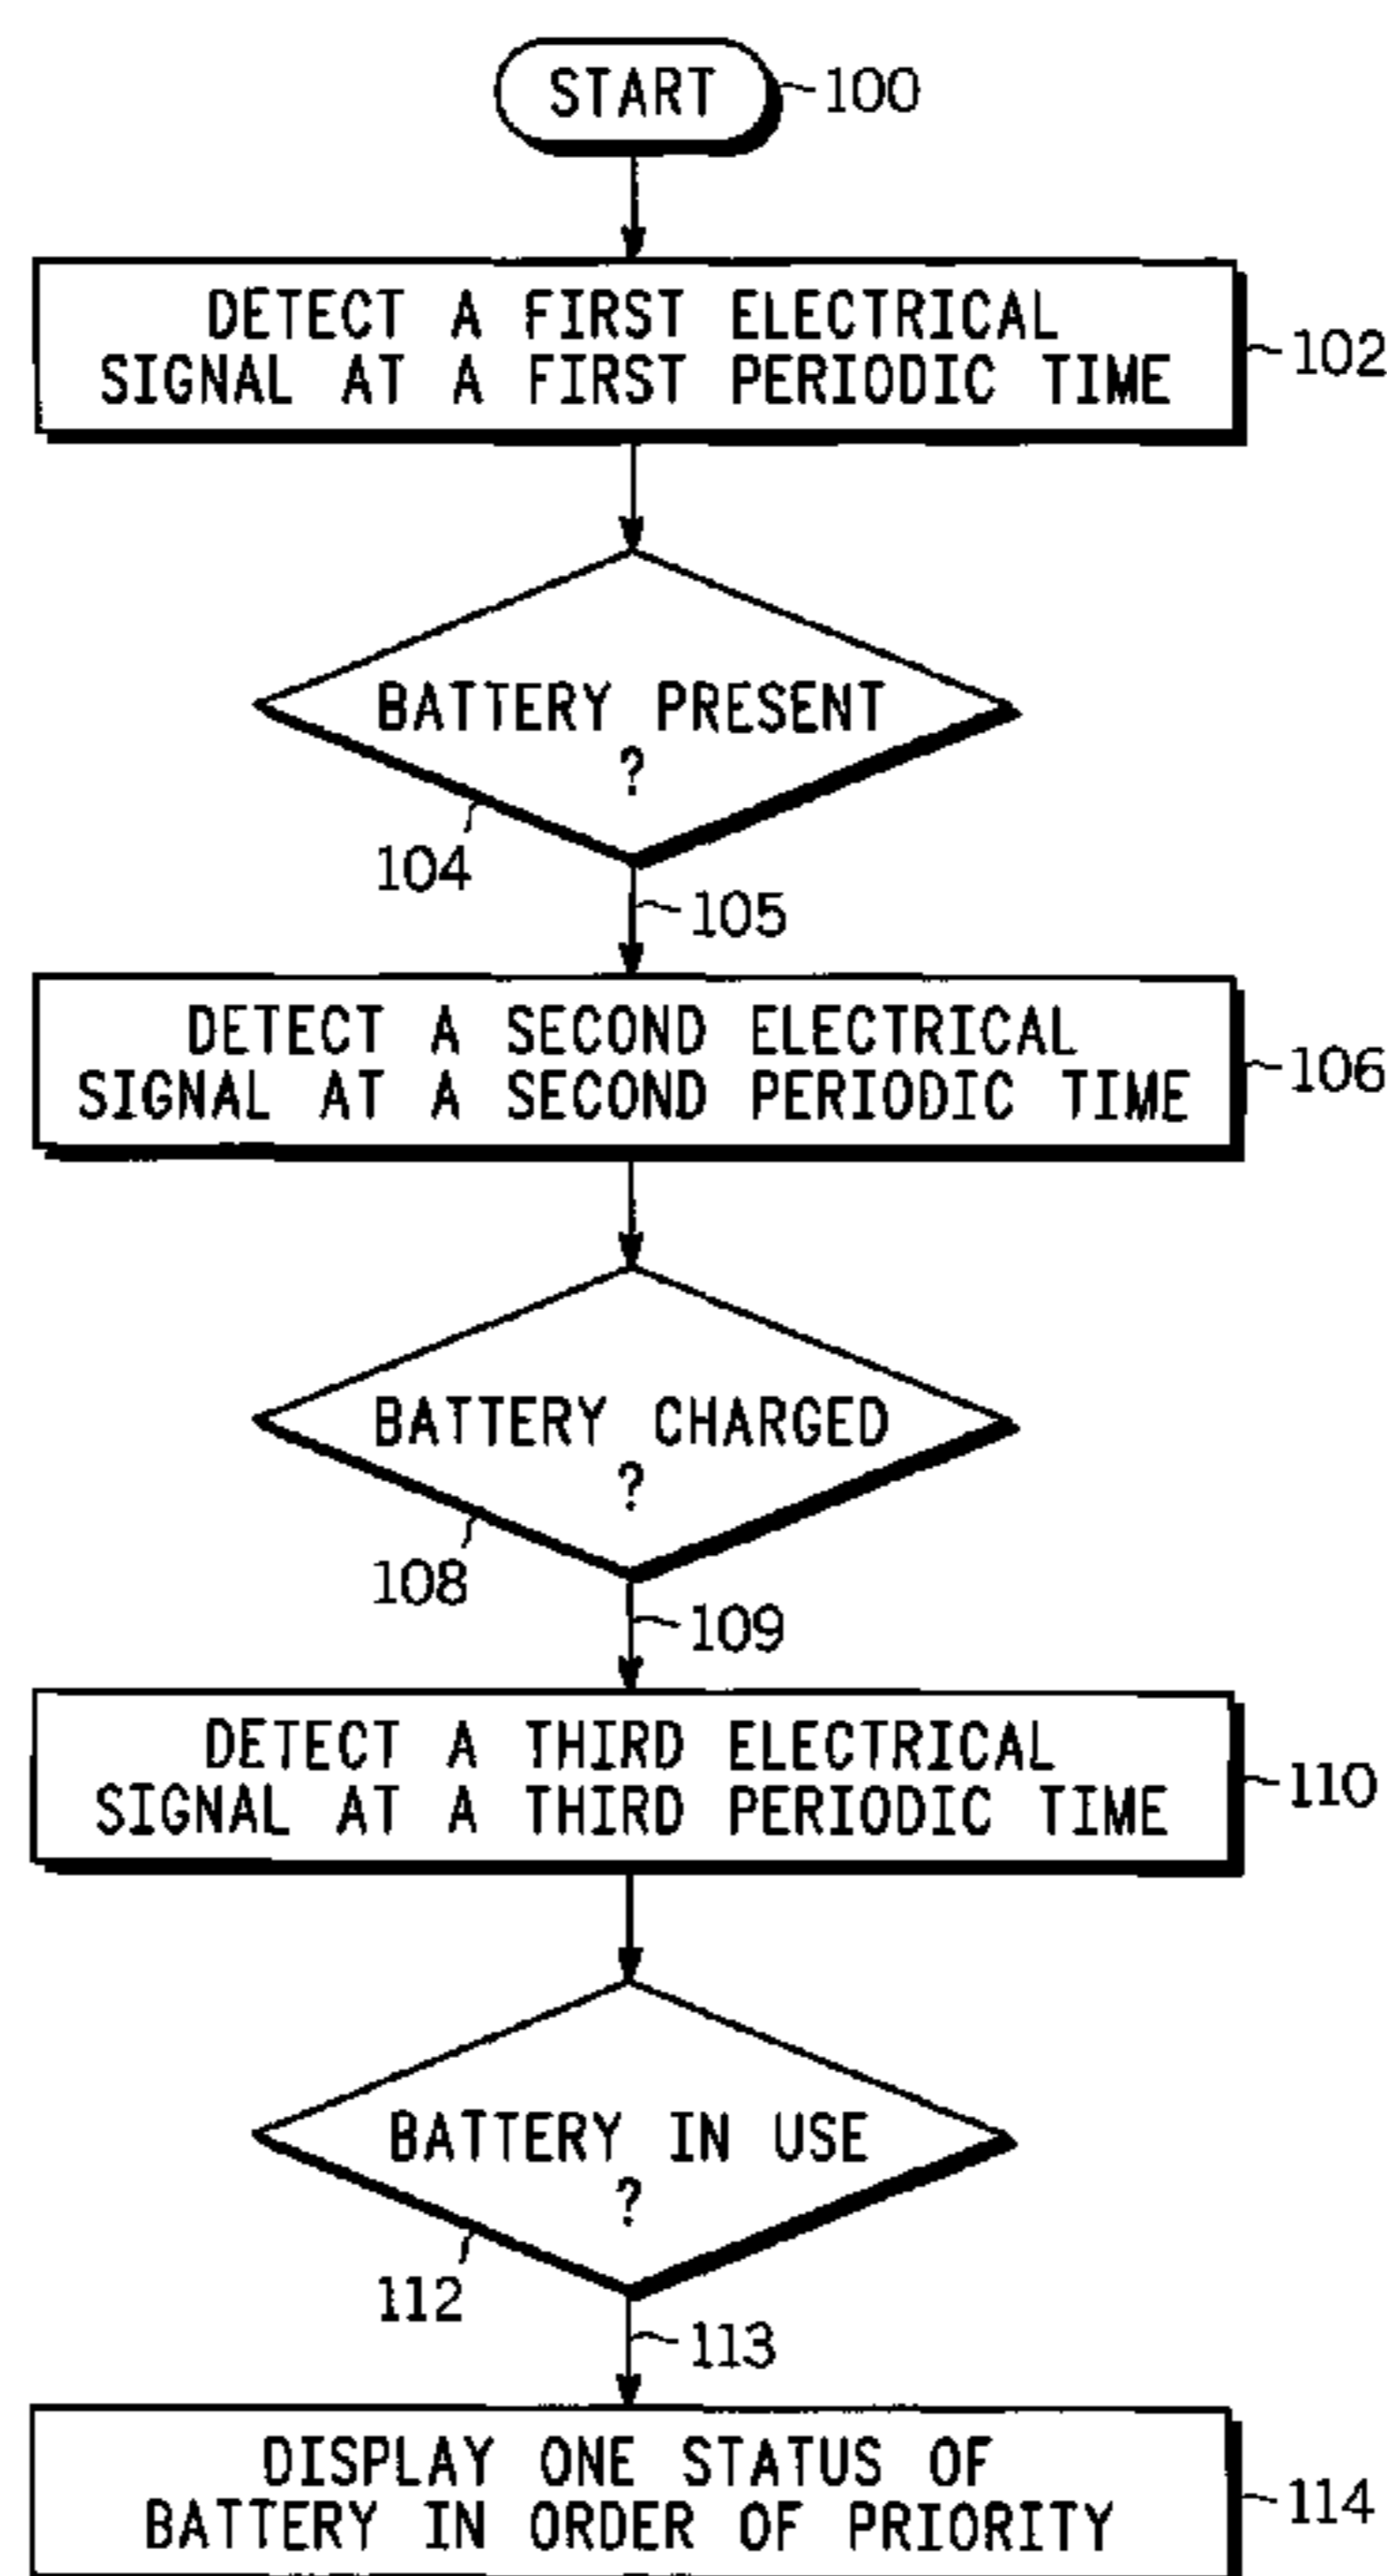 START
100
DETECT A FIRST ELECTRICAL
SIGNAL AT A FIRST PERIODIC TIME
102
BATTERY PRESENT
?
104
105
DETECT A SECOND ELECTRICAL
SIGNAL AT A SECOND PERIODIC TIME
106
BATTERY CHARGED
?
108
109
DETECT A THIRD ELECTRICAL
SIGNAL AT A THIRD PERIODIC TIME
110
BATTERY IN USE
?
112
113
DISPLAY ONE STATUS OF
BATTERY IN ORDER OF PRIORITY
114